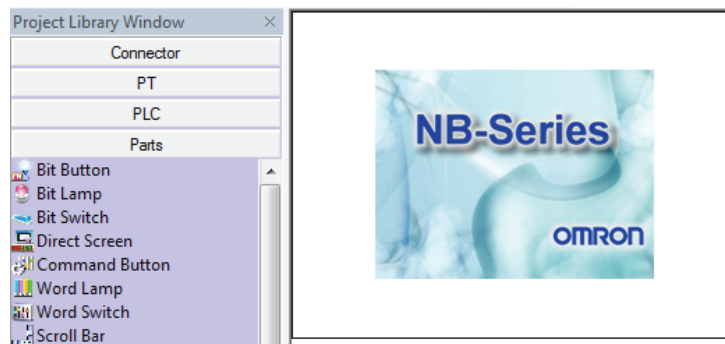 Project Library Window
Connector
PT
PLC
Parts
Bit Button
Bit Lamp
Bit Switch
Direct Screen
Command Button
Word Lamp
Word Switch
Scroll Bar
NB-Series
OMRON